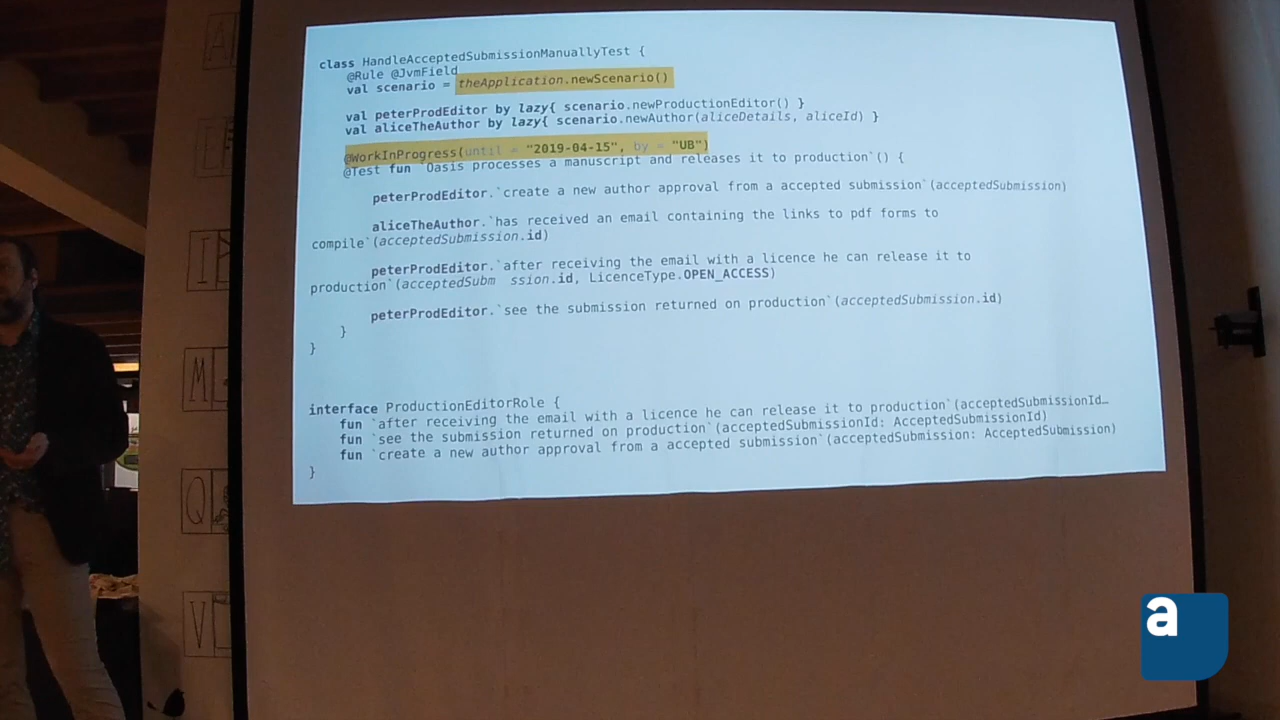 class HandleAcceptedSubmissionManuallyTest {
@Rule @JvmField
val scenario = theApplication.newScenario()
val peterProdEditor by lazy{ scenario.newProductionEditor() }
val aliceTheAuthor by lazy{ scenario.newAuthor(aliceDetails, aliceId) }
@WorkInProgress(until = "2019-04-15", by = "UB")
@Test fun `Oasis processes a manuscript and releases it to production`() {
peterProdEditor.`create a new author approval from a accepted submission`(acceptedSubmission)
aliceTheAuthor.`has received an email containing the links to pdf forms to
compile`(acceptedSubmission.id)
peterProdEditor.`after receiving the email with a licence he can release it to
production`(acceptedSubm ssion.id, LicenceType.OPEN_ACCESS)
peterProdEditor.`see the submission returned on production`(acceptedSubmission.id)
}
}
interface ProductionEditorRole {
fun `after receiving the email with a licence he can release it to production`(acceptedSubmissionId…
fun `see the submission returned on production`(acceptedSubmissionId: AcceptedSubmissionId)
fun `create a new author approval from a accepted submission`(acceptedSubmission: AcceptedSubmission)
}
A
I
M
Q
V
a